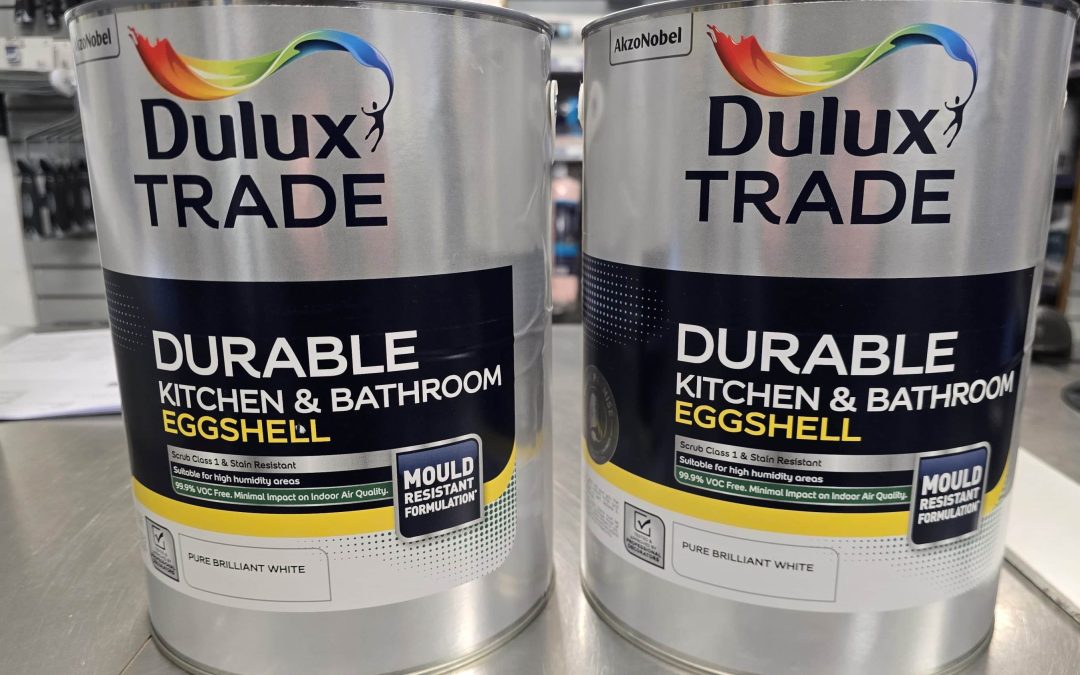 AkzoNobel
Dulux
TRADE
DURABLE
KITCHEN & BATHROOM
EGGSHELL
Scrub Class 1 & Stain Resistant
Suitable for high humidity areas
99.9% VOC Free. Minimal Impact on Indoor Air Quality.
MOULD
RESISTANT
FORMULATION*
PURE BRILLIANT WHITE
AkzoNobel
Dulux
TRADE
DURABLE
KITCHEN & BATHROOM
EGGSHELL
Scrub Class 1 & Stain Resistant
Suitable for high humidity areas
99.9% VOC Free. Minimal Impact on Indoor Air Quality.
MOULD
RESISTANT
FORMULATION*
PURE BRILLIANT WHITE